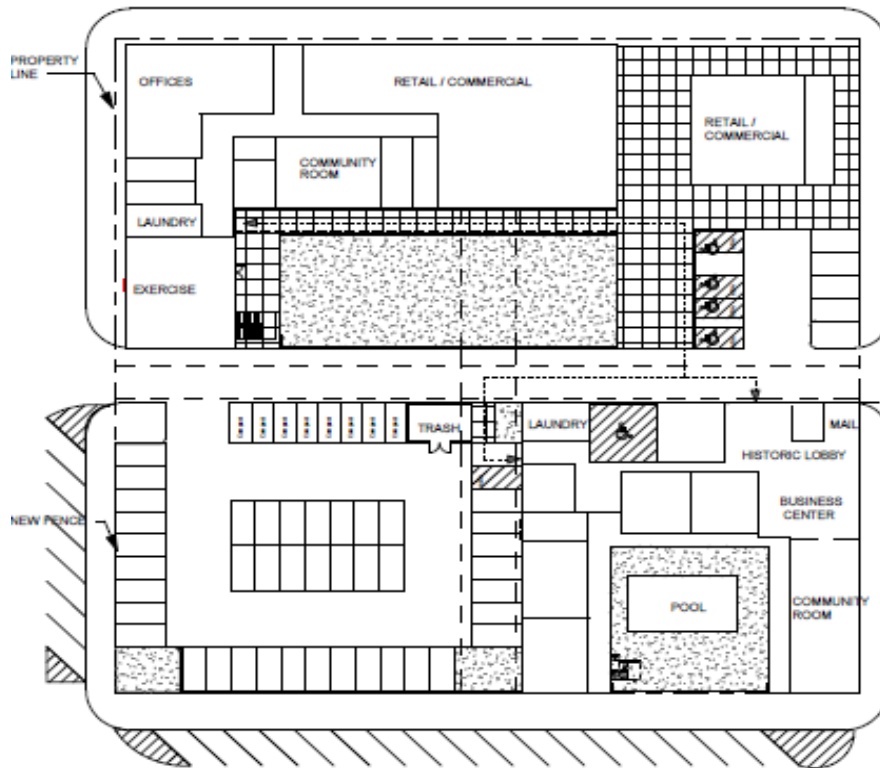 PROPERTY
LINE
OFFICES
RETAIL / COMMERCIAL
RETAIL /
COMMERCIAL
COMMUNITY
ROOM
LAUNDRY
EXERCISE
TRASH
LAUNDRY
MAIL
HISTORIC LOBBY
BUSINESS
CENTER
NEW FENCE
POOL
COMMUNITY
ROOM